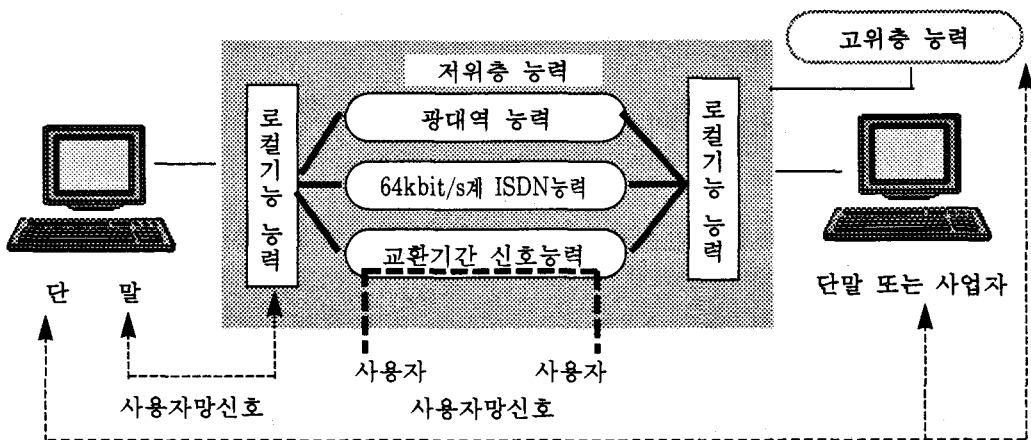 고위층 능력
저위층 능력
로컬기능 능력
광대역 능력
64kbit/s계 ISDN능력
교환기간 신호능력
로컬기능 능력
단 말
단말 또는 사업자
사용자 사용자
사용자망신호 사용자망신호